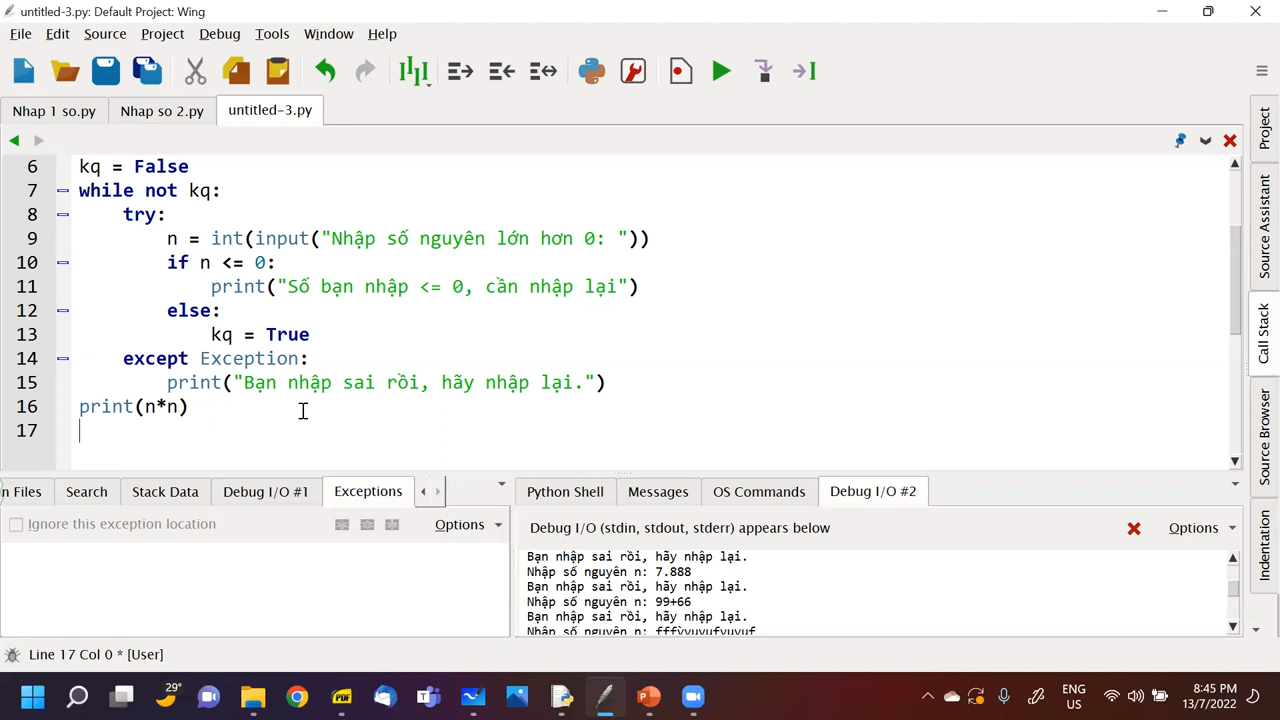 untitled-3.py: Default Project: Wing
File Edit Source Project Debug Tools Window Help
Nhap 1 so.py Nhap so 2.py untitled-3.py
6 kq = False
7 while not kq:
8 try:
9 n = int(input("Nhập số nguyên lớn hơn 0: "))
10 if n <= 0:
11 print("Số bạn nhập <= 0, cần nhập lại")
12 else:
13 kq = True
14 except Exception:
15 print("Bạn nhập sai rồi, hãy nhập lại.")
16 print(n*n)
17
Project
Source Assistant
Call Stack
Source Browser
Indentation
n Files Search Stack Data Debug I/O #1 Exceptions
Ignore this exception location Options
Python Shell Messages OS Commands Debug I/O #2
Debug I/O (stdin, stdout, stderr) appears below Options
Bạn nhập sai rồi, hãy nhập lại.
Nhập số nguyên n: 7.888
Bạn nhập sai rồi, hãy nhập lại.
Nhập số nguyên n: 99+66
Bạn nhập sai rồi, hãy nhập lại.
Nhập số nguyên n:
Line 17 Col 0 * [User]
29°
PDF
ENG
US
8:45 PM
13/7/2022